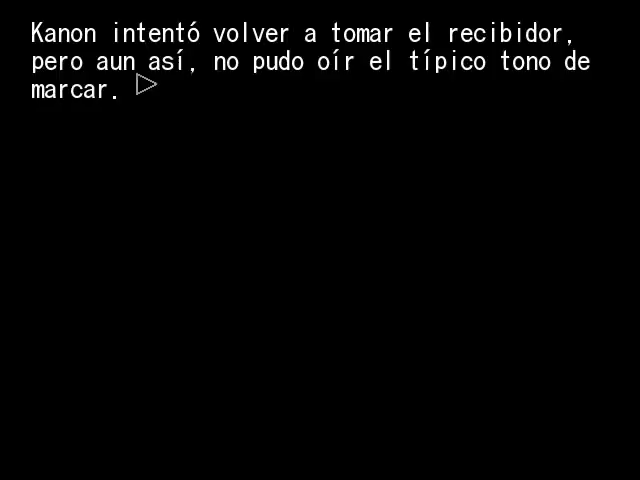 Kanon intentó volver a tomar el recibidor,
pero aun así, no pudo oír el típico tono de
marcar.